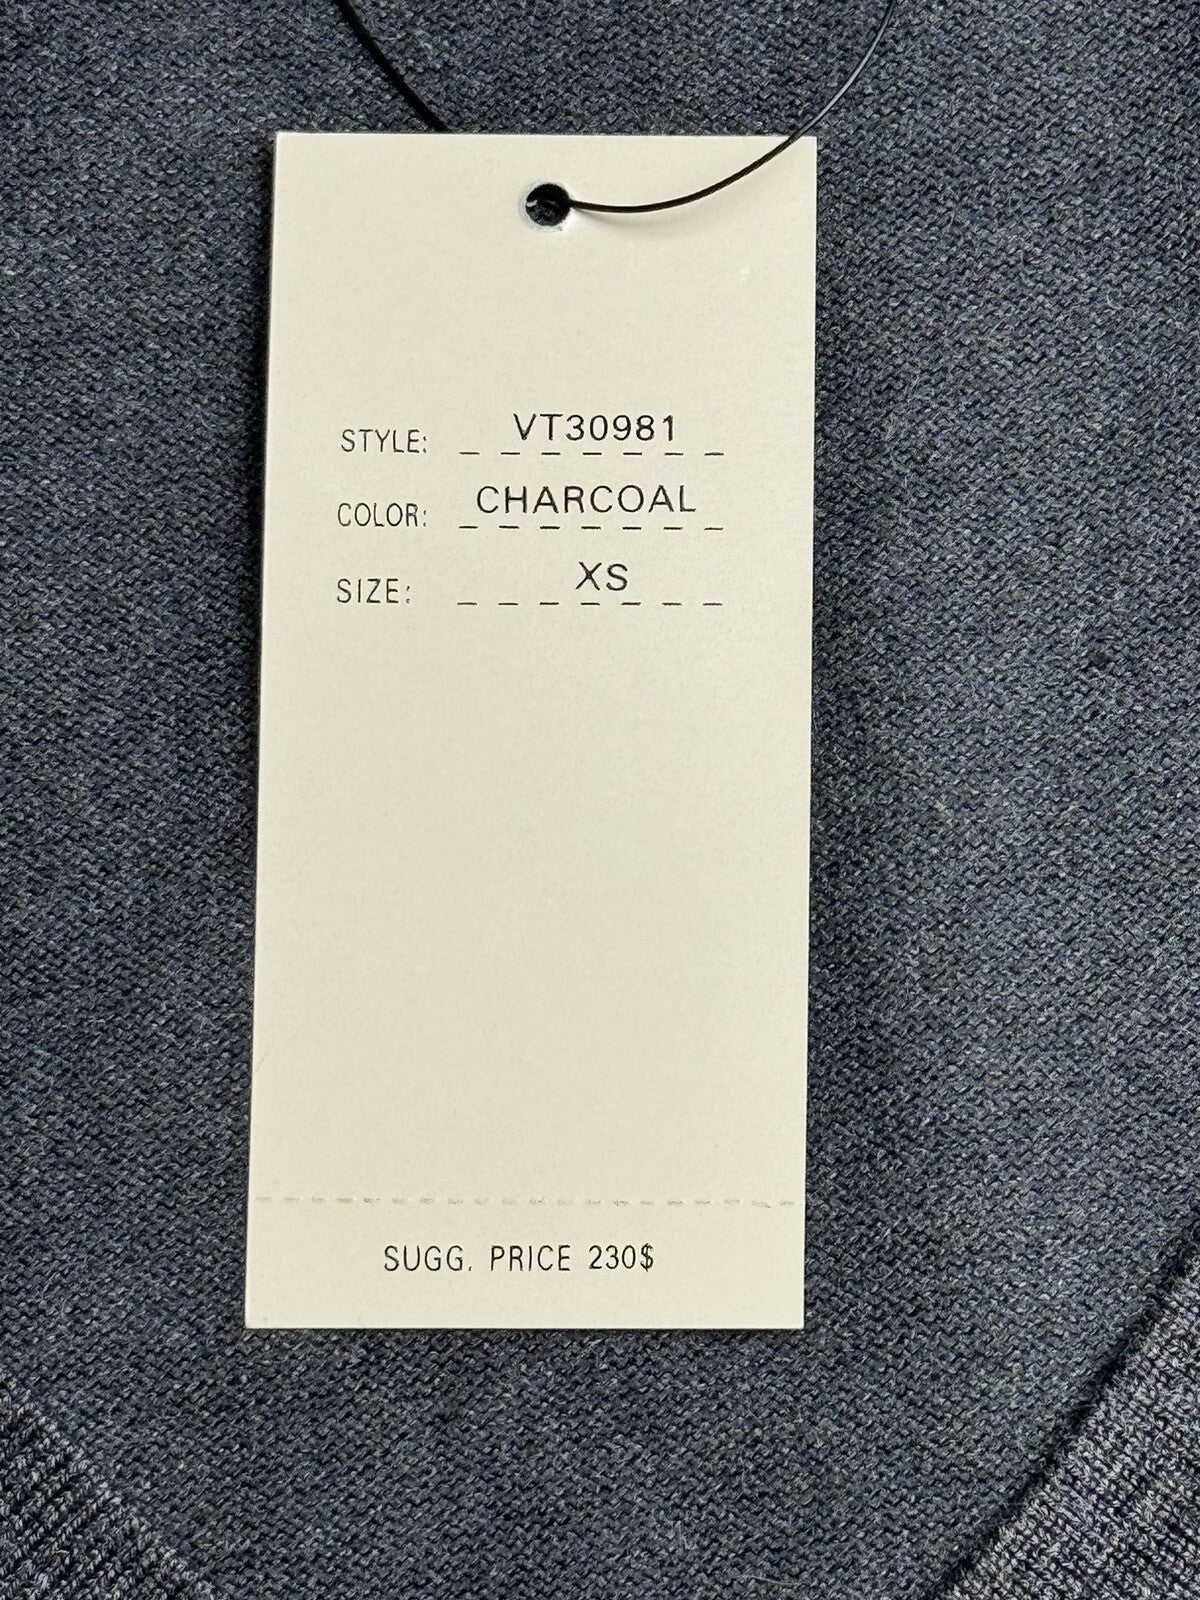 STYLE: VT30981
COLOR: CHARCOAL
SIZE: XS
SUGG. PRICE 230$